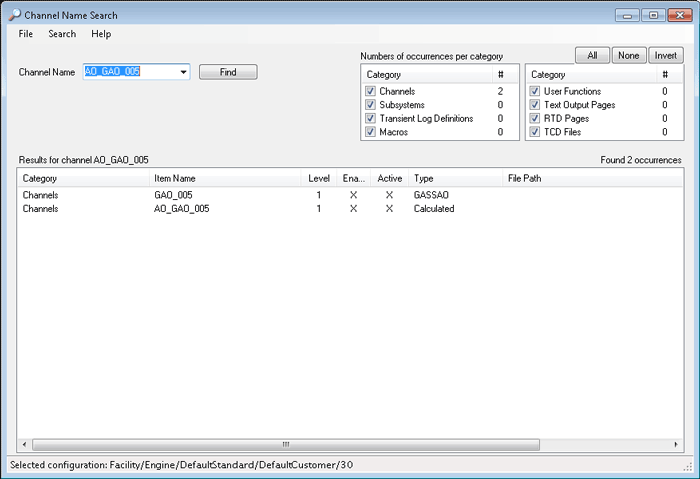 Channel Name Search
File Search Help
Numbers of occurrences per category
All None Invert
Channel Name AO_GAO_005 Find
Category # Category #
Channels 2 User Functions 0
Subsystems 0 Text Output Pages 0
Transient Log Definitions 0 RTD Pages 0
Macros 0 TCD Files 0
Results for channel AO_GAO_005 Found 2 occurrences
Category Item Name Level Ena... Active Type File Path
Channels GAO_005 1 X X GASSAO
Channels AO_GAO_005 1 X X Calculated
Selected configuration: Facility/Engine/DefaultStandard/DefaultCustomer/30